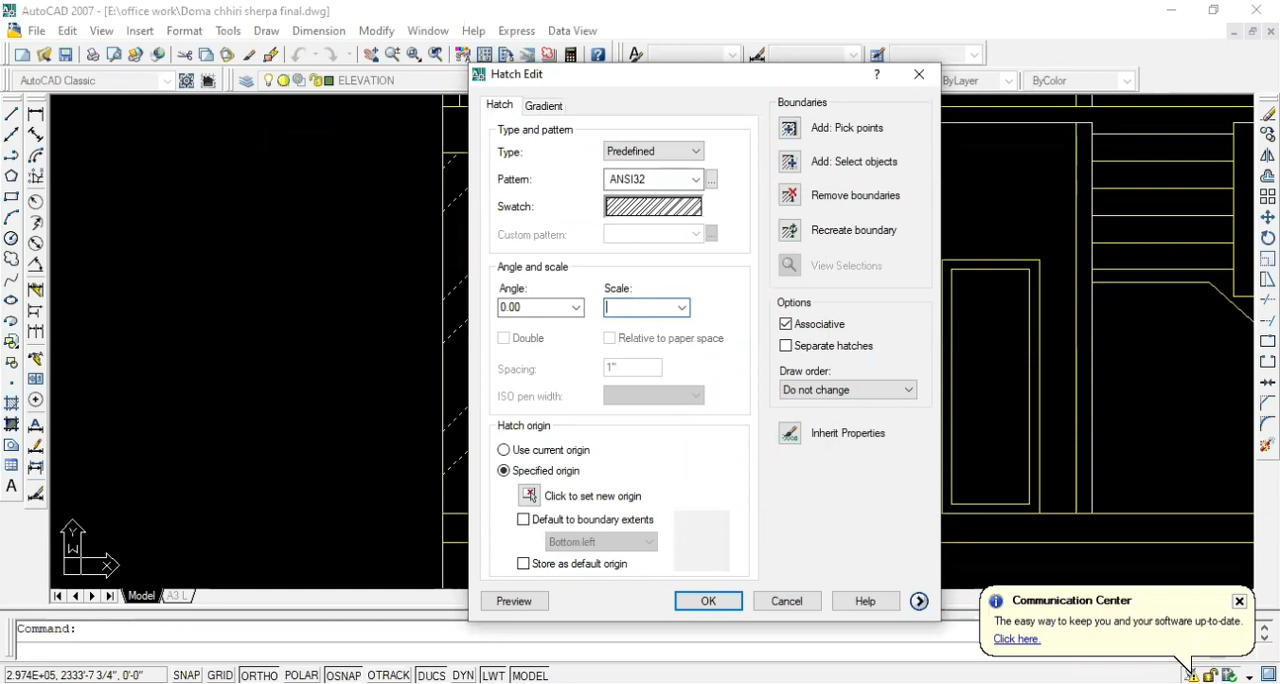 AutoCAD 2007 - [E:\office work\Doma chhiri sherpa final.dwg]
File Edit View Insert Format Tools Draw Dimension Modify Window Help Express Data View
AutoCAD Classic ELEVATION ByLayer ByColor
Hatch Edit
Hatch Gradient
Type and pattern
Type: Predefined
Pattern: ANSI32
Swatch:
Custom pattern:
Angle and scale
Angle: Scale:
0.00
Double Relative to paper space
Spacing: 1"
ISO pen width:
Hatch origin
Use current origin
Specified origin
Click to set new origin
Default to boundary extents
Bottom left
Store as default origin
Boundaries
Add: Pick points
Add: Select objects
Remove boundaries
Recreate boundary
View Selections
Options
Associative
Separate hatches
Draw order:
Do not change
Inherit Properties
Preview OK Cancel Help
W Y X
Model A3 L
Communication Center
The easy way to keep you and your software up-to-date.
Click here.
Command:
2.974E+05, 2333'-7 3/4", 0'-0" SNAP GRID ORTHO POLAR OSNAP OTRACK DUCS DYN LWT MODEL